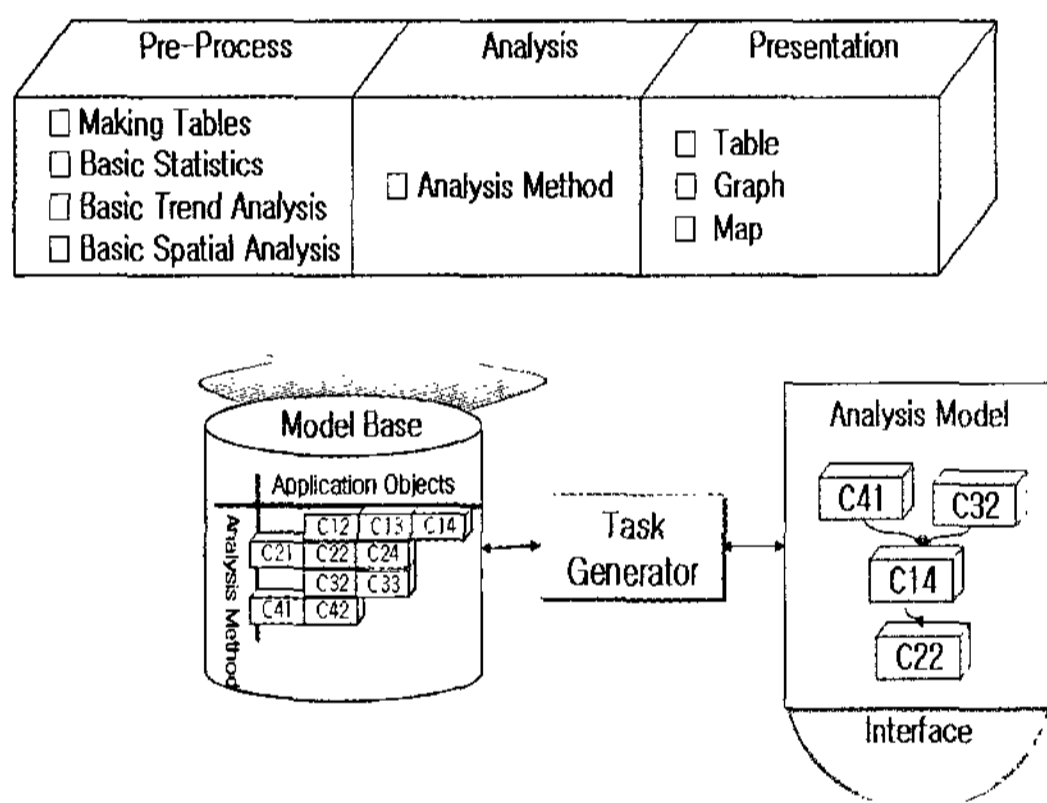 Pre-Process Analysis Presentation
□ Making Tables
□ Basic Statistics
□ Basic Trend Analysis
□ Basic Spatial Analysis
□ Analysis Method
□ Table
□ Graph
□ Map
Model Base
Application Objects
Analysis Method
C12 C13 C14
C21 C22 C24
C32 C33
C41 C42
Task
Generator
Analysis Model
C41 C32
C14
C22
Interface